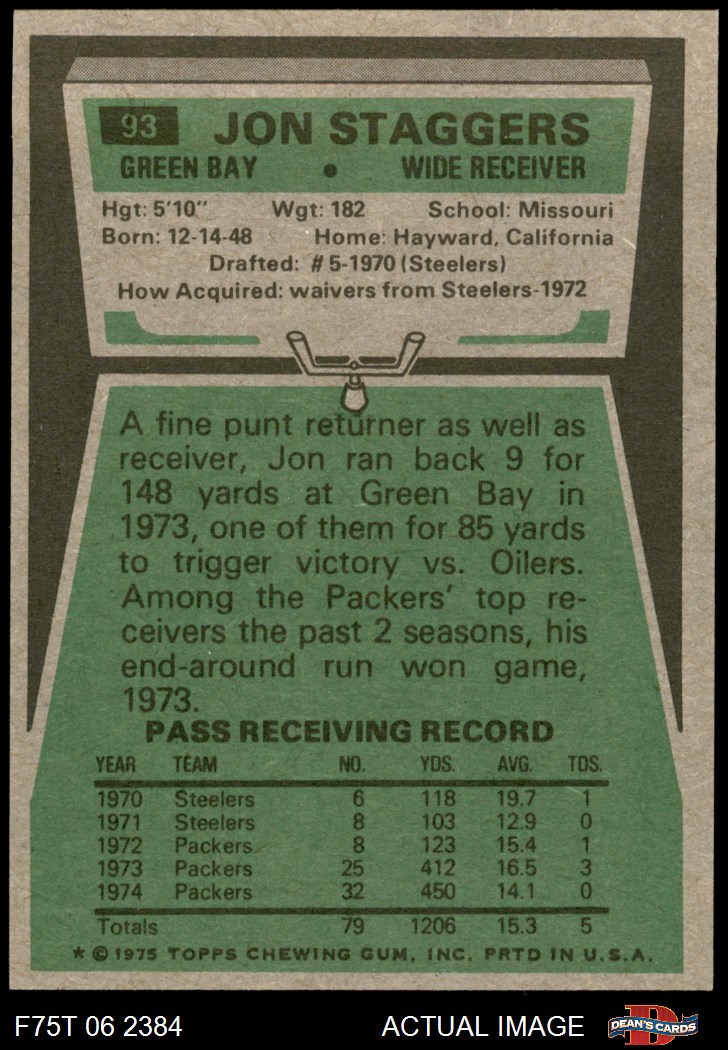 93 JON STAGGERS
GREEN BAY • WIDE RECEIVER
Hgt: 5'10" Wgt: 182 School: Missouri
Born: 12-14-48 Home: Hayward, California
Drafted: #5-1970 (Steelers)
How Acquired: waivers from Steelers-1972
A fine punt returner as well as
receiver, Jon ran back 9 for
148 yards at Green Bay in
1973, one of them for 85 yards
to trigger victory vs. Oilers.
Among the Packers' top re-
ceivers the past 2 seasons, his
end-around run won game,
1973.
PASS RECEIVING RECORD
YEAR TEAM NO. YDS. AVG. TDS.
1970 Steelers 6 118 19.7 1
1971 Steelers 8 103 12.9 0
1972 Packers 8 123 15.4 1
1973 Packers 25 412 16.5 3
1974 Packers 32 450 14.1 0
Totals 79 1206 15.3 5
* © 1975 TOPPS CHEWING GUM, INC. PRTD IN U.S.A.
F75T 06 2384 ACTUAL IMAGE D DEAN'S CARDS